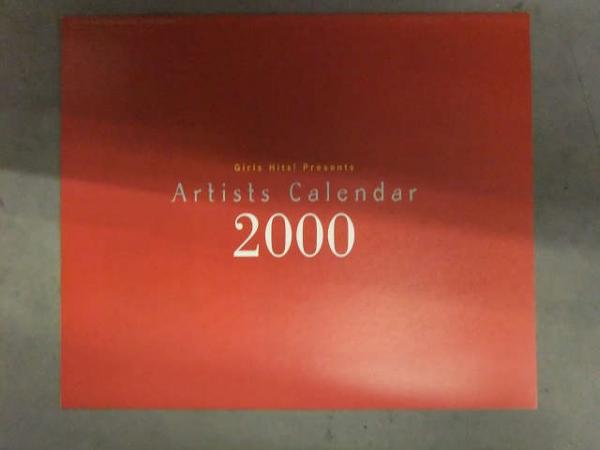 Girls Hits! Presents
Artists Calendar
2000